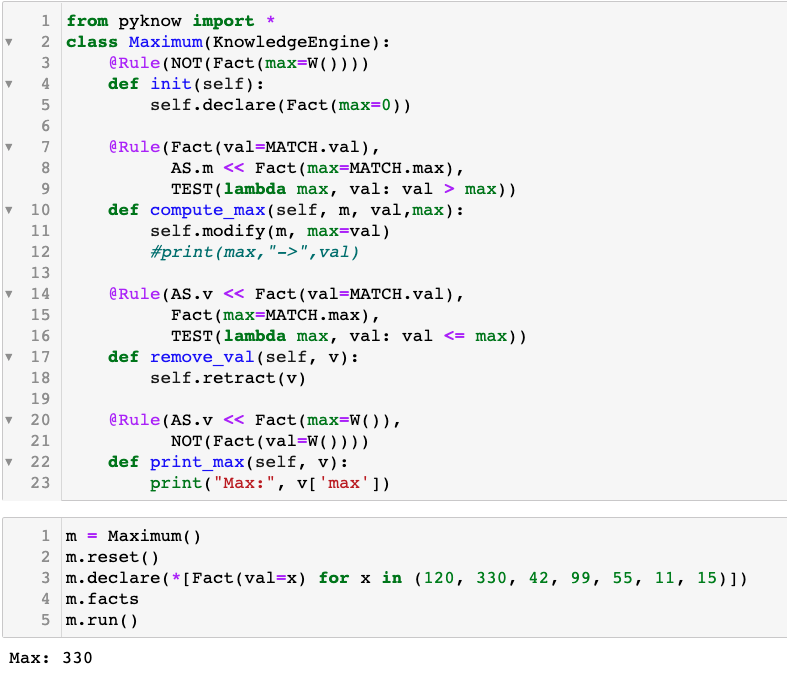 1 from pyknow import *
2 class Maximum(KnowledgeEngine):
3     @Rule(NOT(Fact(max=W())))
4     def init(self):
5         self.declare(Fact(max=0))
6
7     @Rule(Fact(val=MATCH.val),
8           AS.m << Fact(max=MATCH.max),
9           TEST(lambda max, val: val > max))
10     def compute_max(self, m, val,max):
11         self.modify(m, max=val)
12         #print(max,"->",val)
13
14     @Rule(AS.v << Fact(val=MATCH.val),
15           Fact(max=MATCH.max),
16           TEST(lambda max, val: val <= max))
17     def remove_val(self, v):
18         self.retract(v)
19
20     @Rule(AS.v << Fact(max=W()),
21           NOT(Fact(val=W())))
22     def print_max(self, v):
23         print("Max:", v['max'])
1 m = Maximum()
2 m.reset()
3 m.declare(*[Fact(val=x) for x in (120, 330, 42, 99, 55, 11, 15)])
4 m.facts
5 m.run()
Max: 330